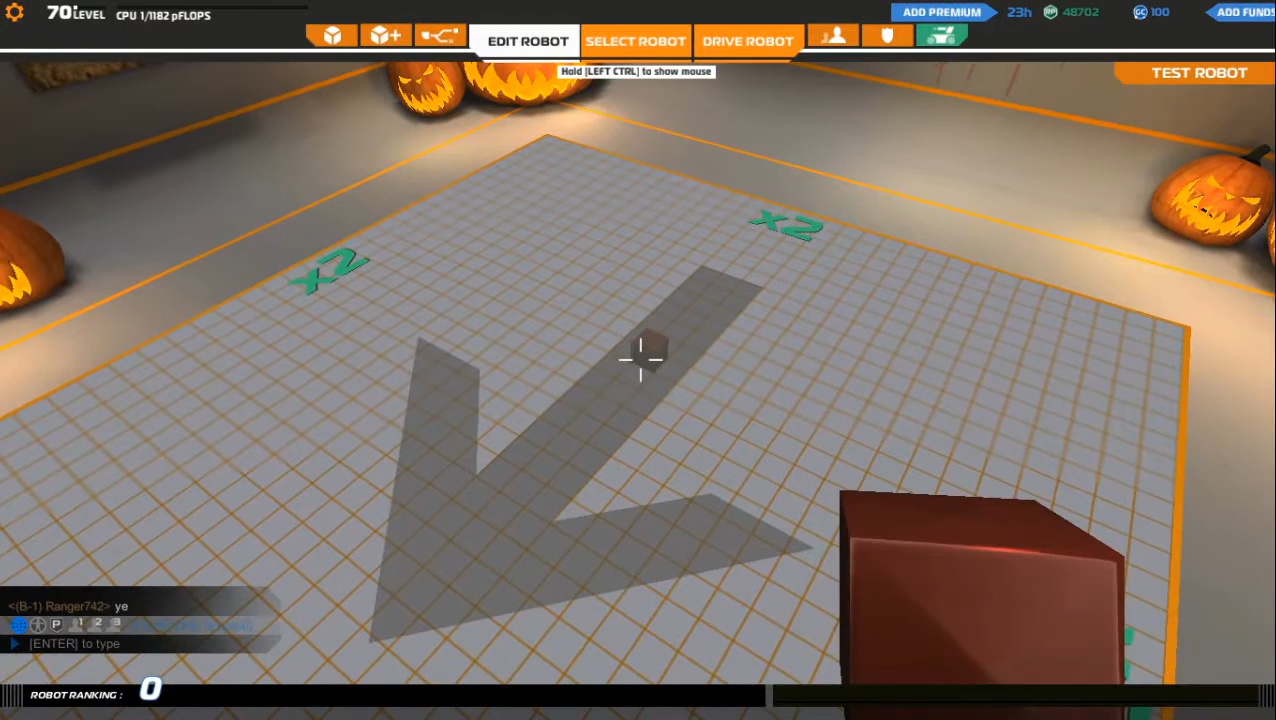 70 LEVEL CPU 1/1182 pFLOPS
ADD PREMIUM 23h RP 48702 GC 100 ADD FUNDS
EDIT ROBOT SELECT ROBOT DRIVE ROBOT
Hold [LEFT CTRL] to show mouse
TEST ROBOT
x2
x2
<(B-1) Ranger742> ye
P 1 2 3
[ENTER] to type
ROBOT RANKING : 0